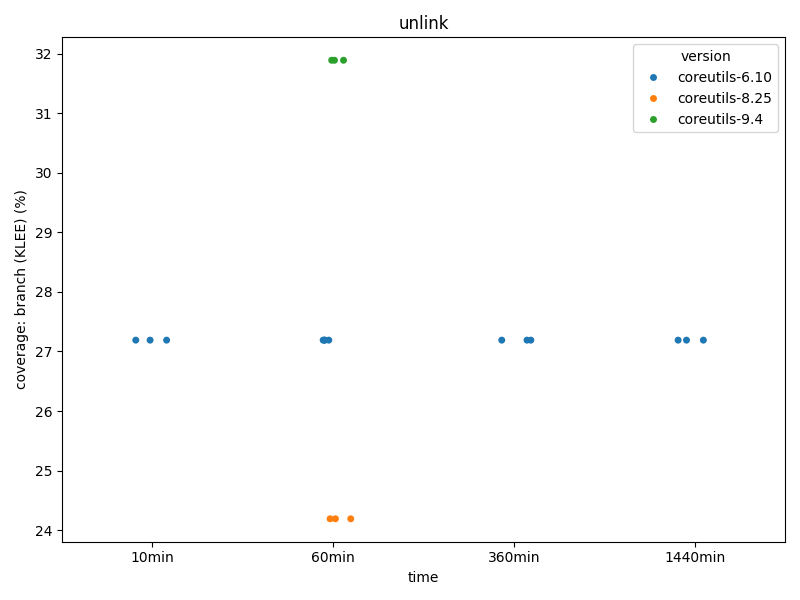 unlink
version
coreutils-6.10
coreutils-8.25
coreutils-9.4
coverage: branch (KLEE) (%)
32
31
30
29
28
27
26
25
24
10min
60min
360min
1440min
time